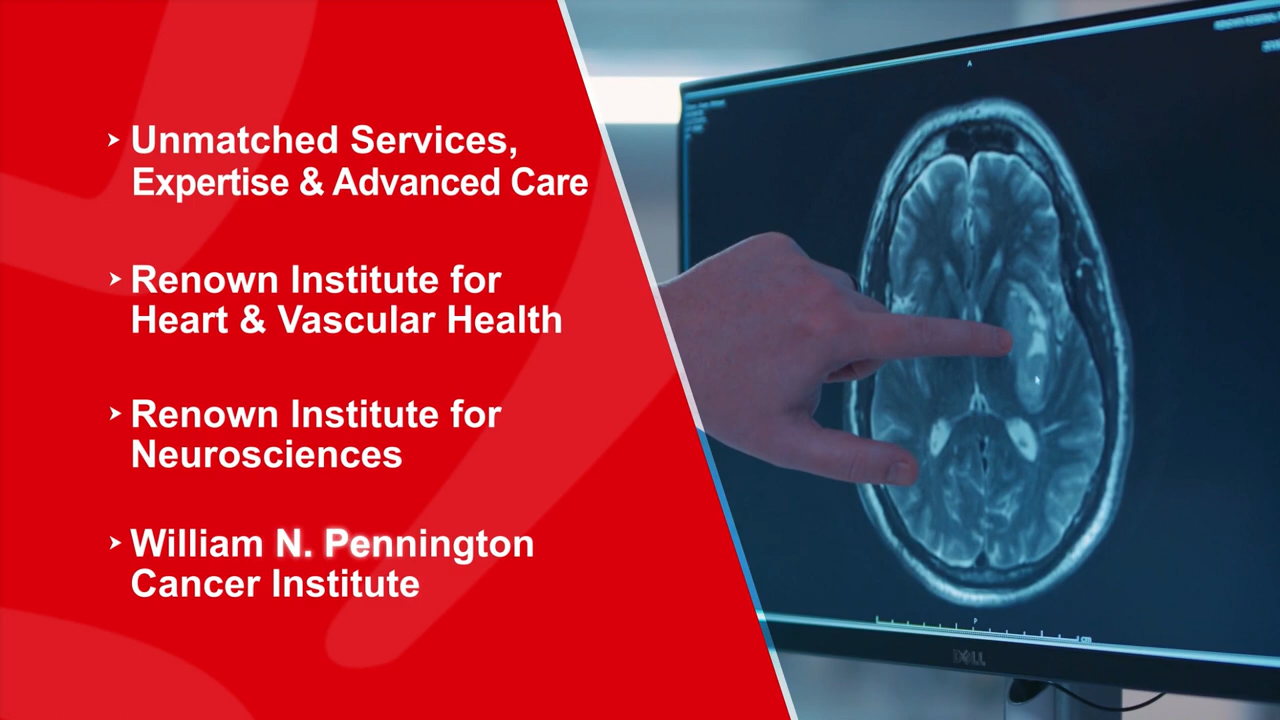 Unmatched Services,
Expertise & Advanced Care
Renown Institute for
Heart & Vascular Health
Renown Institute for
Neurosciences
William N. Pennington
Cancer Institute
A
P
cm
DELL